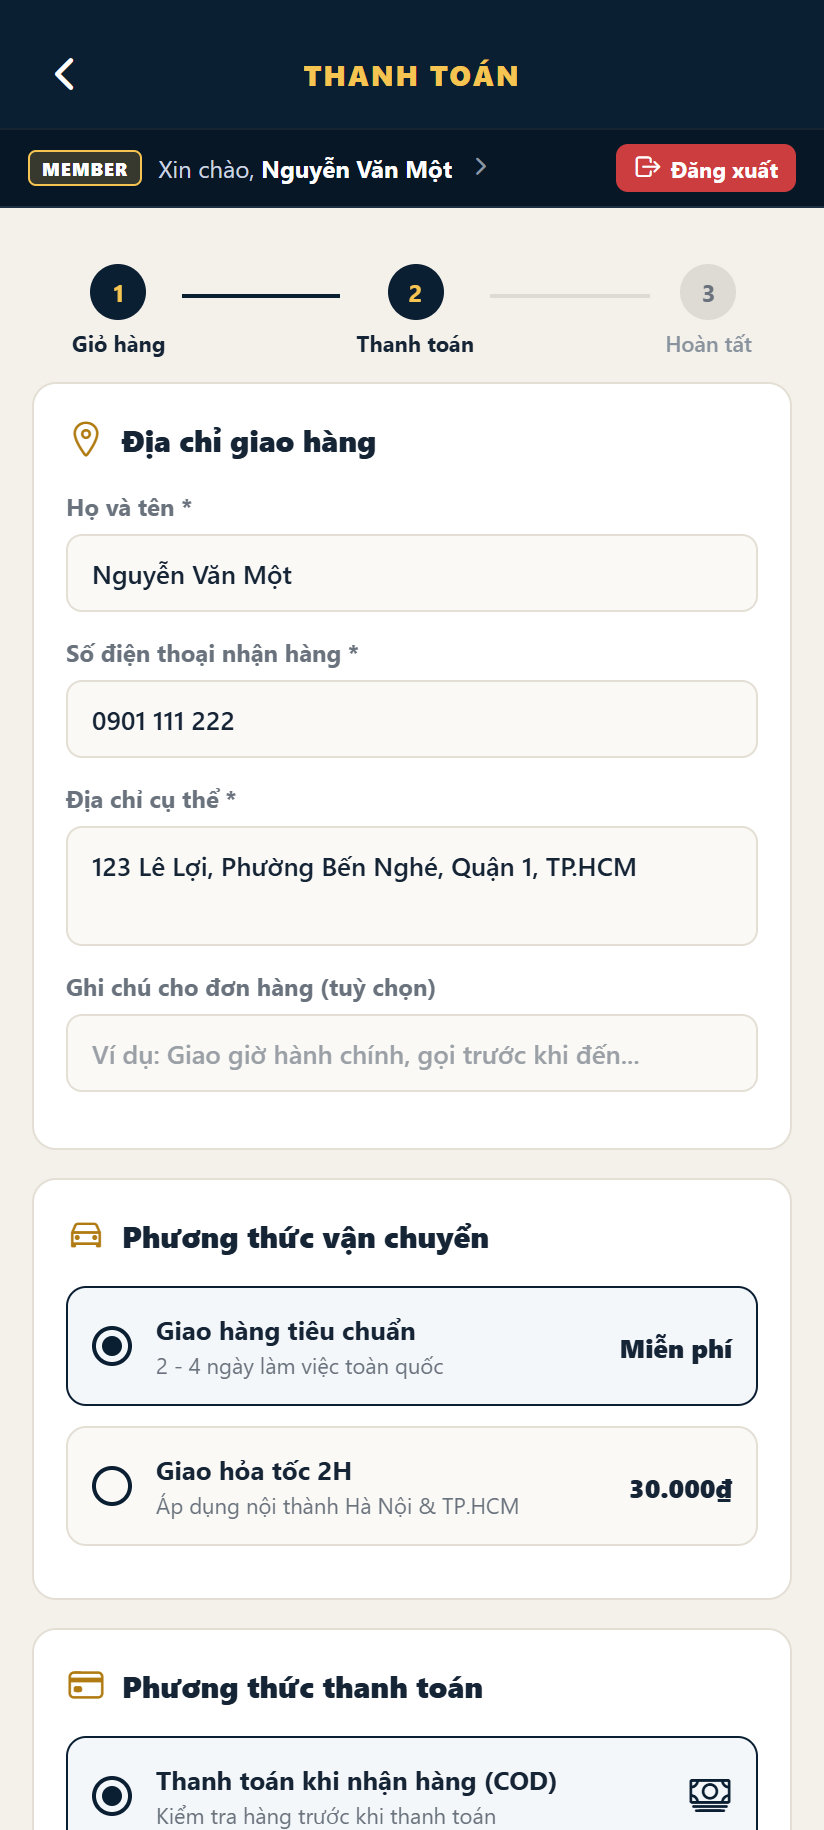 THANH TOÁN
MEMBER Xin chào, Nguyễn Văn Một Đăng xuất
1 2 3
Giỏ hàng Thanh toán Hoàn tất
Địa chỉ giao hàng
Họ và tên *
Nguyễn Văn Một
Số điện thoại nhận hàng *
0901 111 222
Địa chỉ cụ thể *
123 Lê Lợi, Phường Bến Nghé, Quận 1, TP.HCM
Ghi chú cho đơn hàng (tuỳ chọn)
Ví dụ: Giao giờ hành chính, gọi trước khi đến...
Phương thức vận chuyển
Giao hàng tiêu chuẩn
2 - 4 ngày làm việc toàn quốc
Miễn phí
Giao hỏa tốc 2H
Áp dụng nội thành Hà Nội & TP.HCM
30.000₫
Phương thức thanh toán
Thanh toán khi nhận hàng (COD)
Kiểm tra hàng trước khi thanh toán